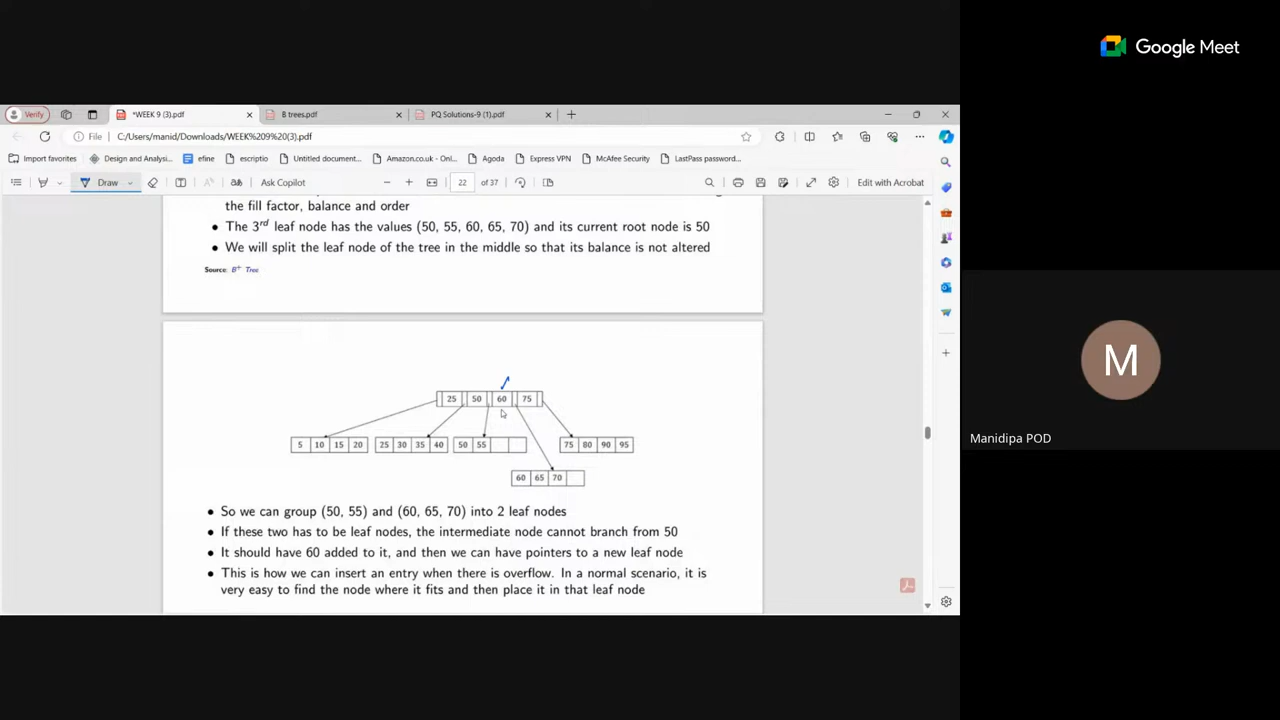 Google Meet
Verify
*WEEK 9 (3).pdf
B trees.pdf
PQ Solutions-9 (1).pdf
File
C:/Users/manid/Downloads/WEEK%209%20(3).pdf
Import favorites
Design and Analysi...
efine
escriptio
Untitled document...
Amazon.co.uk - Onl...
Agoda
Express VPN
McAfee Security
LastPass password...
Draw
Ask Copilot
22 of 37
Edit with Acrobat
the fill factor, balance and order
• The 3rd leaf node has the values (50, 55, 60, 65, 70) and its current root node is 50
• We will split the leaf node of the tree in the middle so that its balance is not altered
Source: B+ Tree
25 50 60 75
5 10 15 20 25 30 35 40 50 55 75 80 90 95
60 65 70
• So we can group (50, 55) and (60, 65, 70) into 2 leaf nodes
• If these two has to be leaf nodes, the intermediate node cannot branch from 50
• It should have 60 added to it, and then we can have pointers to a new leaf node
• This is how we can insert an entry when there is overflow. In a normal scenario, it is
very easy to find the node where it fits and then place it in that leaf node
M
Manidipa POD